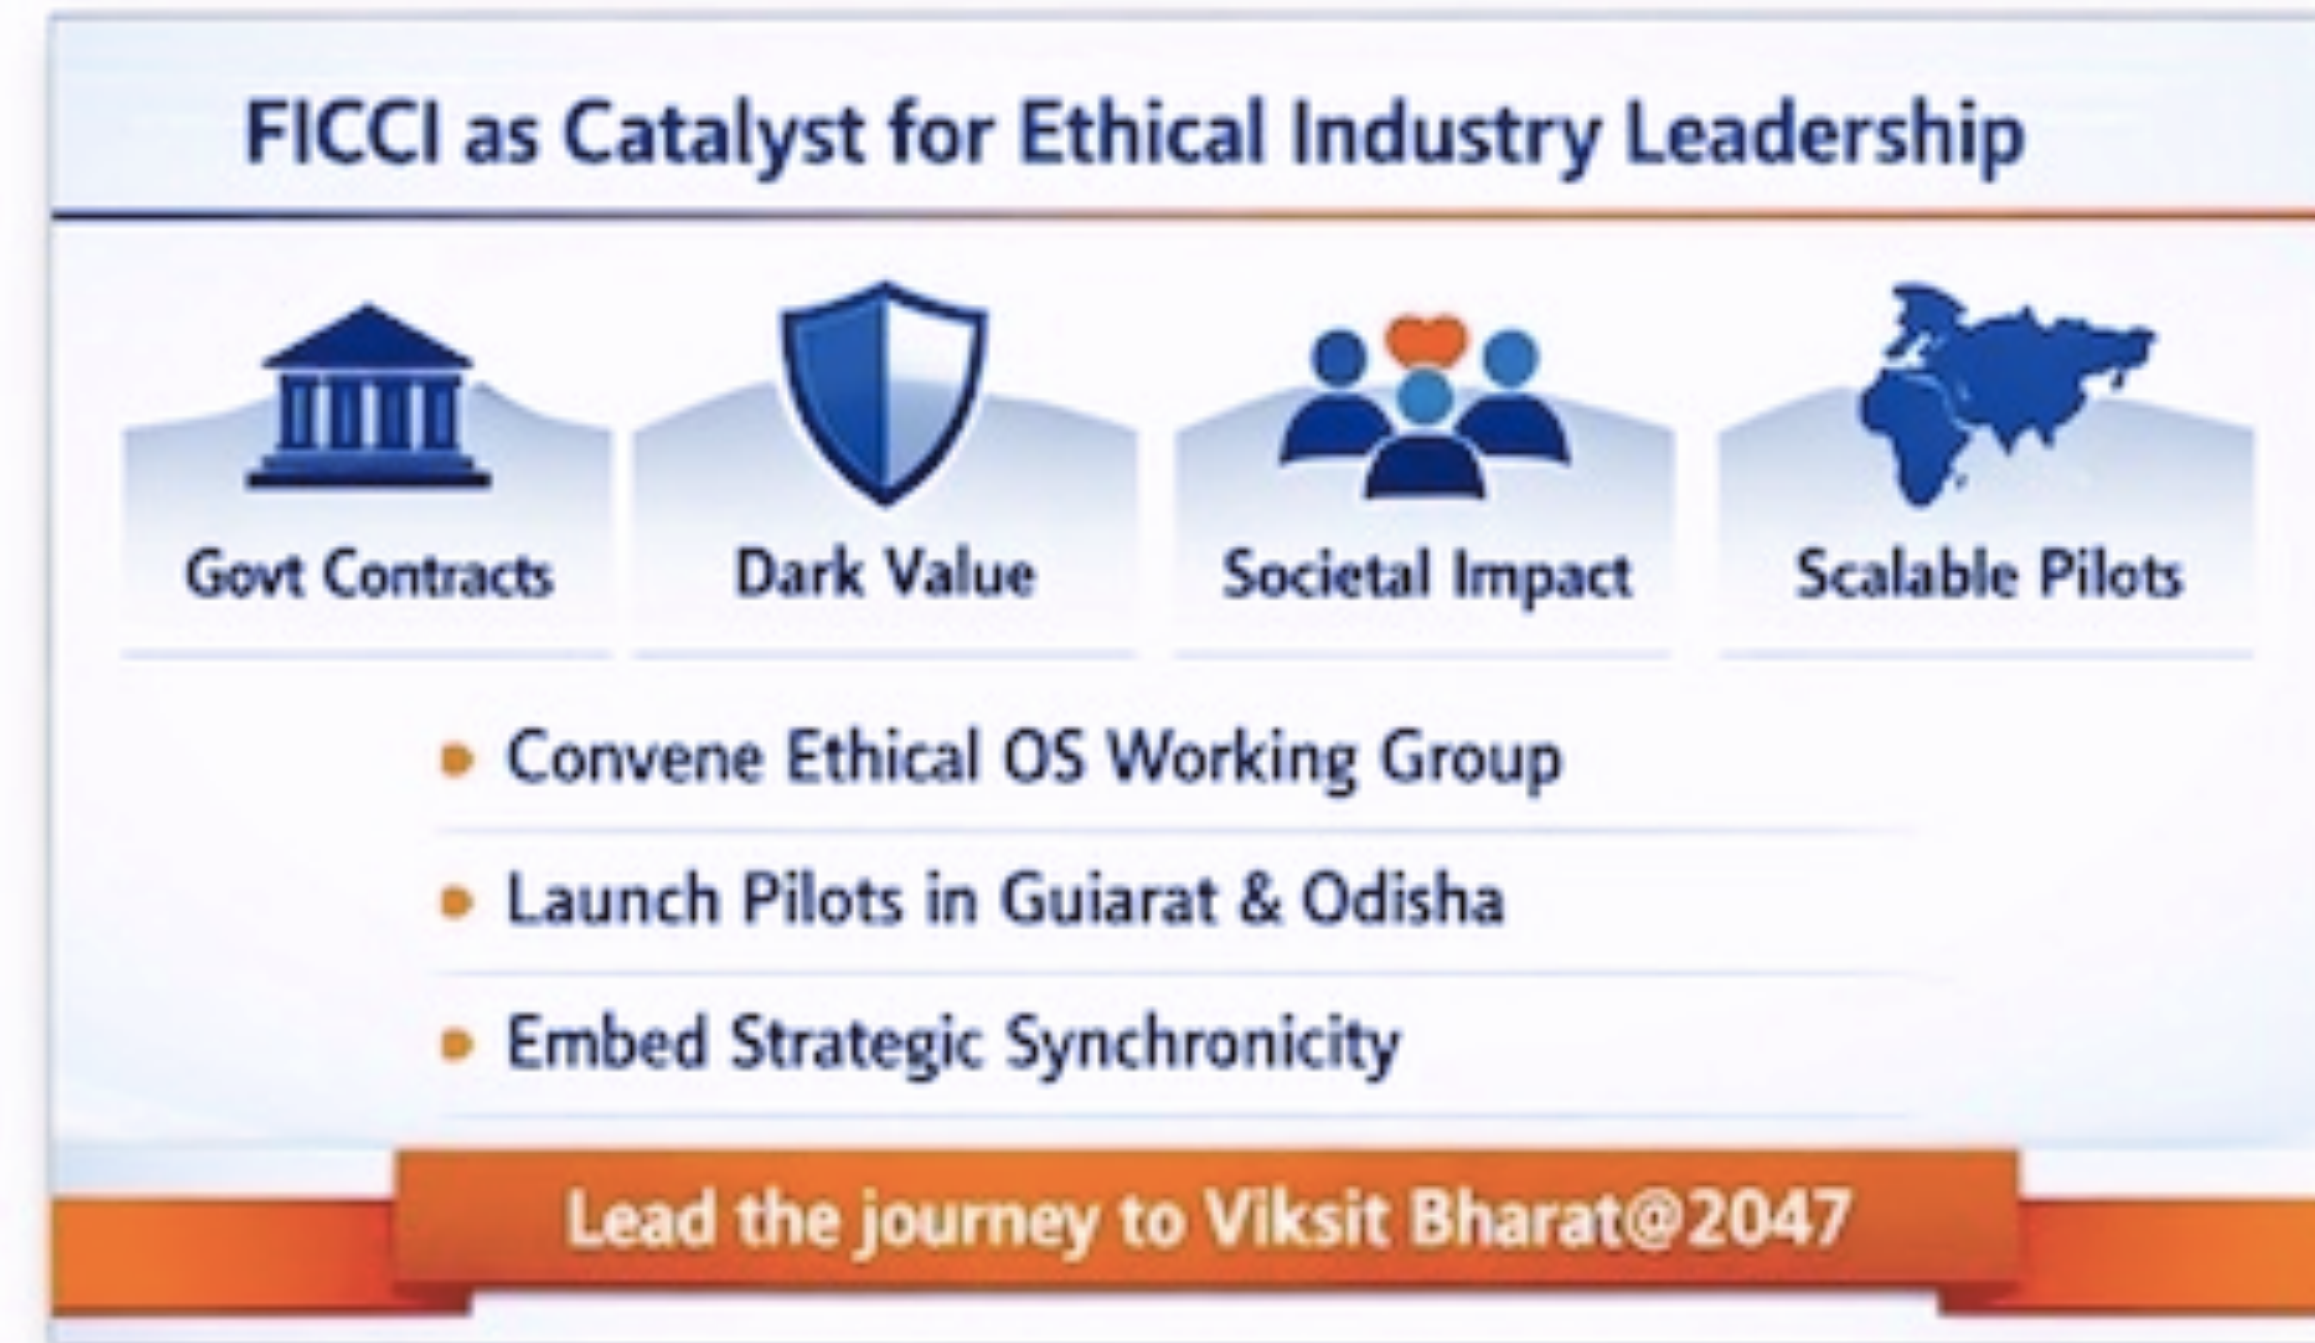 FICCI as Catalyst for Ethical Industry Leadership
Govt Contracts
Dark Value
Societal Impact
Scalable Pilots
Convene Ethical OS Working Group
Launch Pilots in Guiarat & Odisha
Embed Strategic Synchronicity
Lead the journey to Viksit Bharat@2047